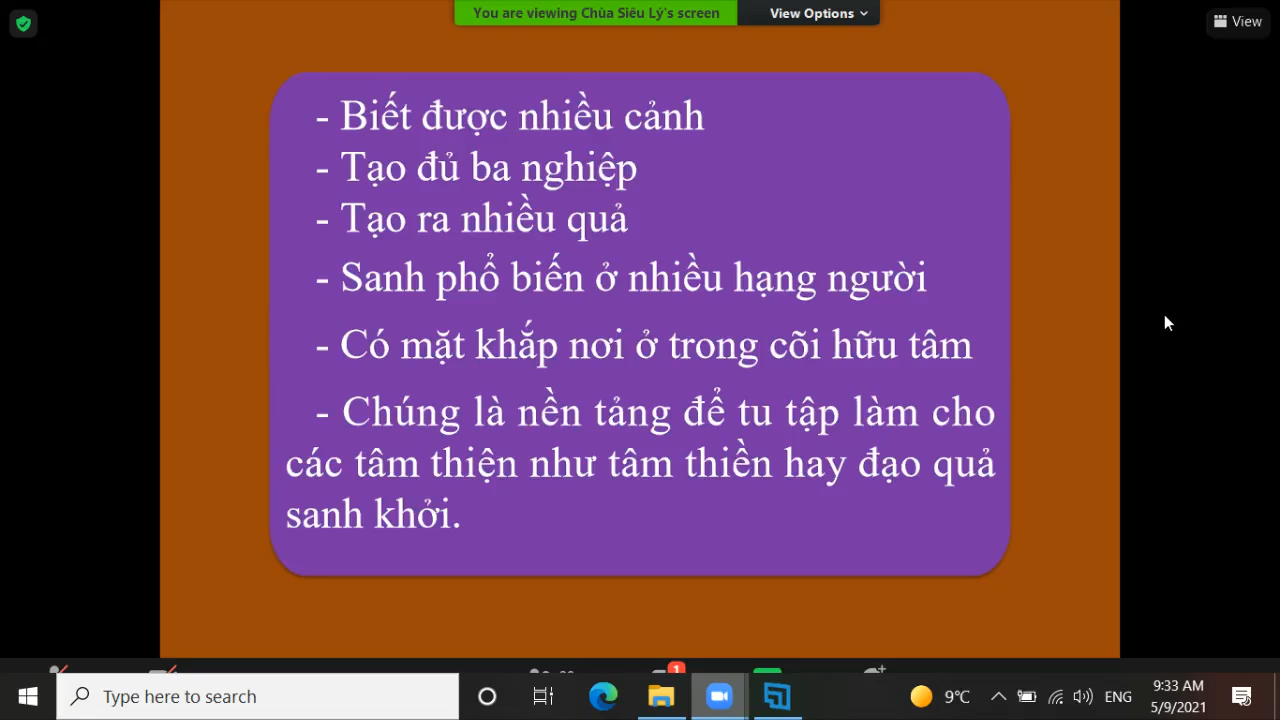 You are viewing Chùa Siêu Lý's screen
View Options
View
- Biết được nhiều cảnh
- Tạo đủ ba nghiệp
- Tạo ra nhiều quả
- Sanh phổ biến ở nhiều hạng người
- Có mặt khắp nơi ở trong cõi hữu tâm
- Chúng là nền tảng để tu tập làm cho
các tâm thiện như tâm thiền hay đạo quả
sanh khởi.
1
Type here to search
9°C
ENG
9:33 AM
5/9/2021